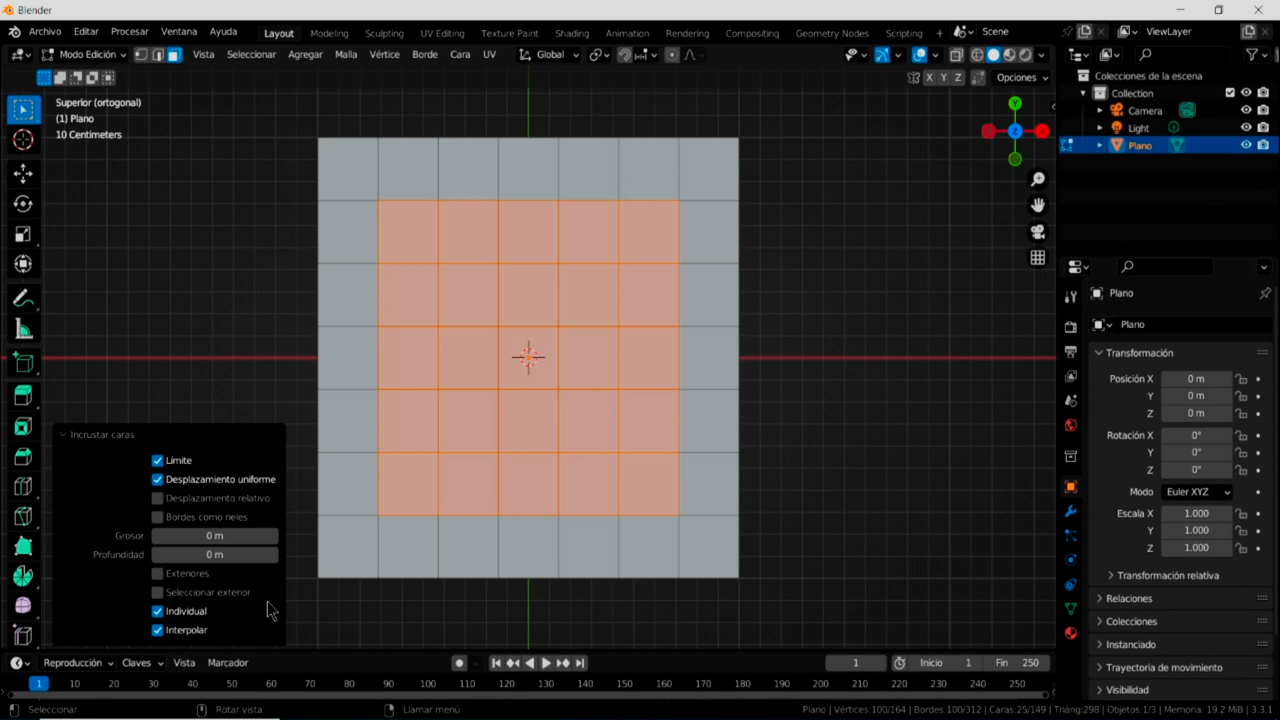 Blender
Archivo Editar Procesar Ventana Ayuda Layout Modeling Sculpting UV Editing Texture Paint Shading Animation Rendering Compositing Geometry Nodes Scripting + Scene ViewLayer
Modo Edición Vista Seleccionar Agregar Malla Vértice Borde Cara UV Global
X Y Z Opciones
Superior (ortogonal)
(1) Plano
10 Centimeters
Y
Z
Colecciones de la escena
Collection
Camera
Light
Plano
Plano
Plano
Transformación
Posición X 0 m
Y 0 m
Z 0 m
Rotación X 0°
Y 0°
Z 0°
Modo Euler XYZ
Escala X 1.000
Y 1.000
Z 1.000
Transformación relativa
Relaciones
Colecciones
Instanciado
Trayectoria de movimiento
Visibilidad
Incrustar caras
Límite
Desplazamiento uniforme
Desplazamiento relativo
Bordes como rieles
Grosor 0 m
Profundidad 0 m
Exteriores
Seleccionar exterior
Individual
Interpolar
Reproducción Claves Vista Marcador 1 Inicio 1 Fin 250
1 10 20 30 40 50 60 70 80 90 100 110 120 130 140 150 160 170 180 190 200 210 220 230 240 250
Seleccionar Rotar vista Llamar menú Plano | Vértices:100/164 | Bordes:100/312 | Caras:25/149 | Triáng:298 | Objetos:1/3 | Memoria: 19.2 MiB | 3.3.1